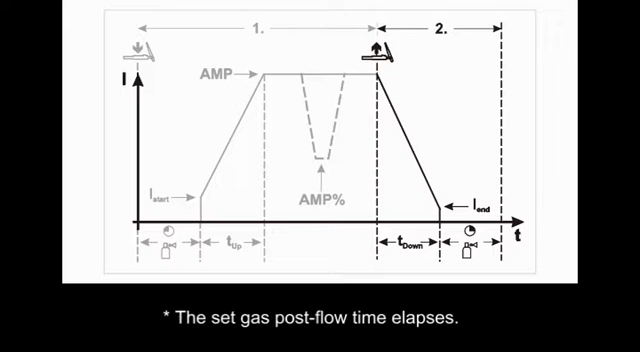 1. 2.
AMP
I
Istart Iend
AMP%
t
tUp tDown
* The set gas post-flow time elapses.